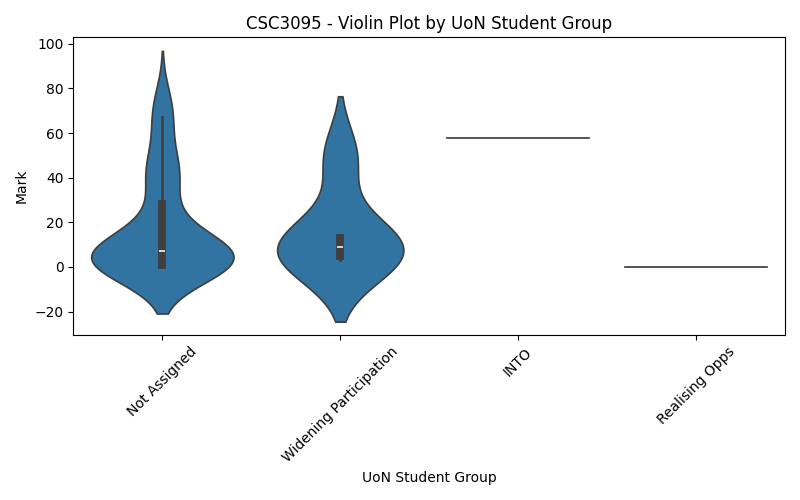 CSC3095 - Violin Plot by UoN Student Group
100
80
60
40
20
0
−20
Mark
Not Assigned
Widening Participation
INTO
Realising Opps
UoN Student Group